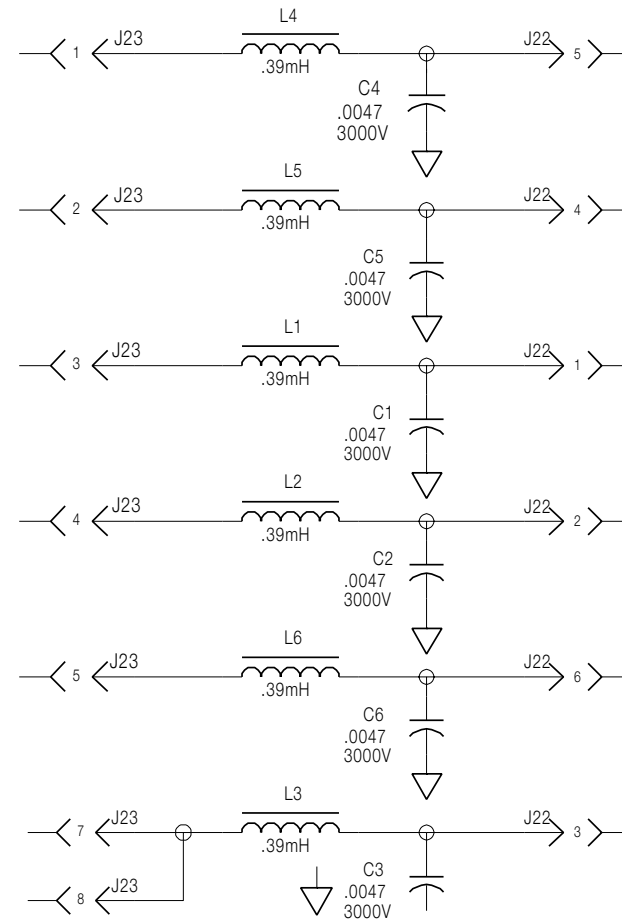 L4
J23 J22
1 5
.39mH
C4
.0047
3000V
L5
J23 J22
2 4
.39mH
C5
.0047
3000V
L1
J23 J22
3 1
.39mH
C1
.0047
3000V
L2
J23 J22
4 2
.39mH
C2
.0047
3000V
L6
J23 J22
5 6
.39mH
C6
.0047
3000V
L3
J23 J22
7 3
.39mH
C3
J23
.0047
8
3000V